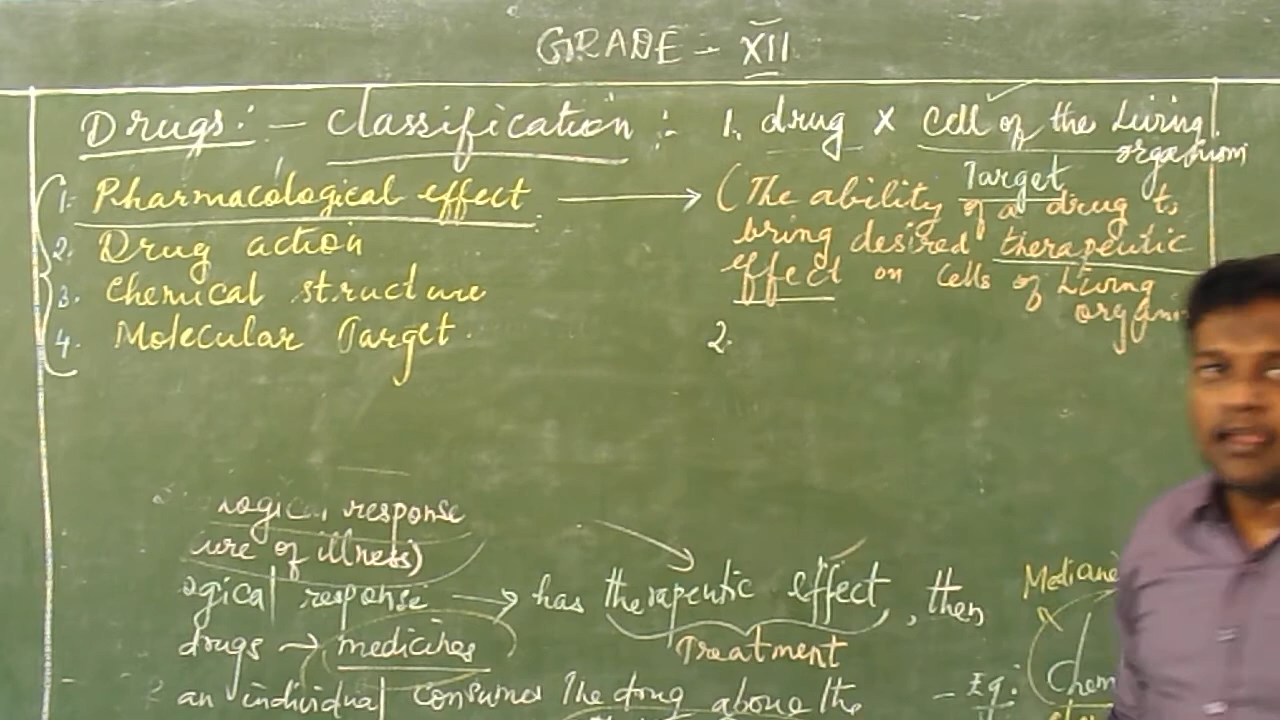 GRADE - XII
Drugs: - Classification :-
1. Pharmacological effect →
2. Drug action
3. Chemical structure
4. Molecular Target.
1. drug x Cell of the Living
organism
Target
(The ability of a drug to
bring desired therapeutic
effect on cells of Living
2.
response
of illness)
response → has therapeutic effect, then
drugs → medicines
Treatment
an individual consumes the drug above the
- Eg: